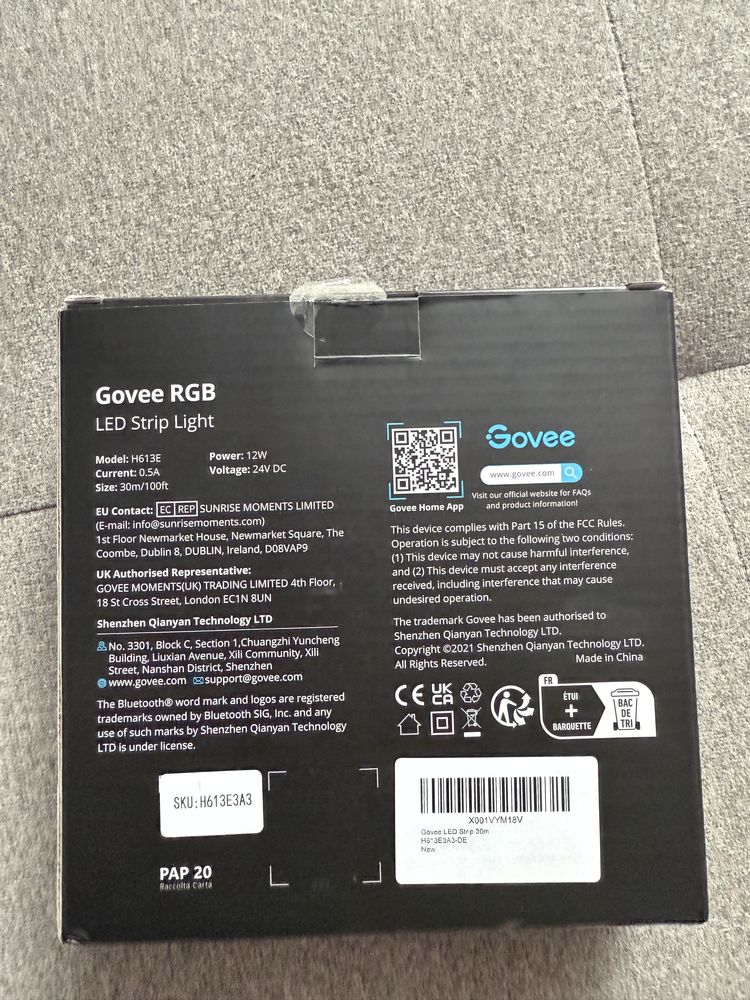 Govee RGB
LED Strip Light
Model: H613E
Current: 0.5A
Size: 30m/100ft
Power: 12W
Voltage: 24V DC
EU Contact: EC REP SUNRISE MOMENTS LIMITED
(E-mail: info@sunrisemoments.com)
1st Floor Newmarket House, Newmarket Square, The
Coombe, Dublin 8, DUBLIN, Ireland, D08VAP9
UK Authorised Representative:
GOVEE MOMENTS(UK) TRADING LIMITED 4th Floor,
18 St Cross Street, London EC1N 8UN
Shenzhen Qianyan Technology LTD
No. 3301, Block C, Section 1,Chuangzhi Yuncheng
Building, Liuxian Avenue, Xili Community, Xili
Street, Nanshan District, Shenzhen
www.govee.com support@govee.com
The Bluetooth® word mark and logos are registered
trademarks owned by Bluetooth SIG, Inc. and any
use of such marks by Shenzhen Qianyan Technology
LTD is under license.
SKU:H613E3A3
PAP 20
Raccolta Carta
Govee Home App
Govee
www.govee.com
Visit our official website for FAQs
and product information!
This device complies with Part 15 of the FCC Rules.
Operation is subject to the following two conditions:
(1) This device may not cause harmful interference,
and (2) This device must accept any interference
received, including interference that may cause
undesired operation.
The trademark Govee has been authorised to
Shenzhen Qianyan Technology LTD.
Copyright ©2021 Shenzhen Qianyan Technology LTD.
All Rights Reserved.
Made in China
CE
UK
CA
FR
ÉTUI
+
BARQUETTE
BAC
DE
TRI
X001VYM18V
Govee LED Strip 30m
H613E3A3-DE
New